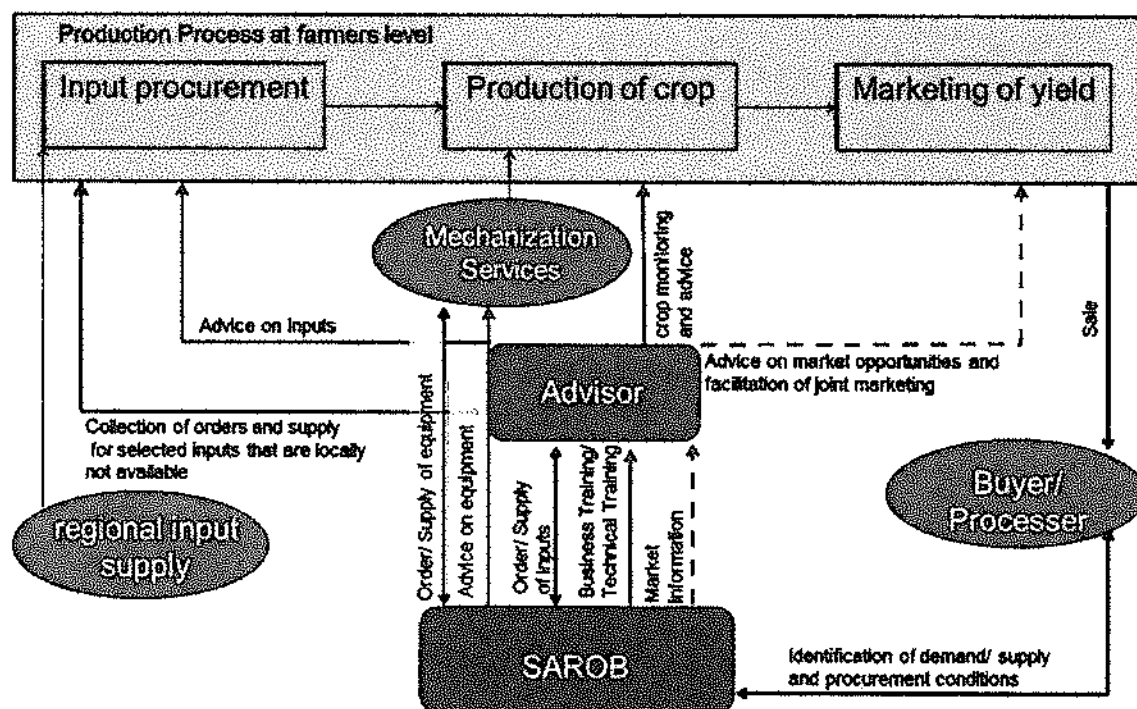 Production Process at farmers level
Input procurement
Production of crop
Marketing of yield
Mechanization
Services
crop monitoring
and advice
Sale
Advice on inputs
Advisor
Advice on market opportunities and
facilitation of joint marketing
Collection of orders and supply
for selected inputs that are locally
not available
Order/ Supply of equipment
Advice on equipment
Order/ Supply
of inputs
Business Training/
Technical Training
Market
Information
Buyer/
Processer
regional input
supply
SAROB
Identification of demand/ supply
and procurement conditions